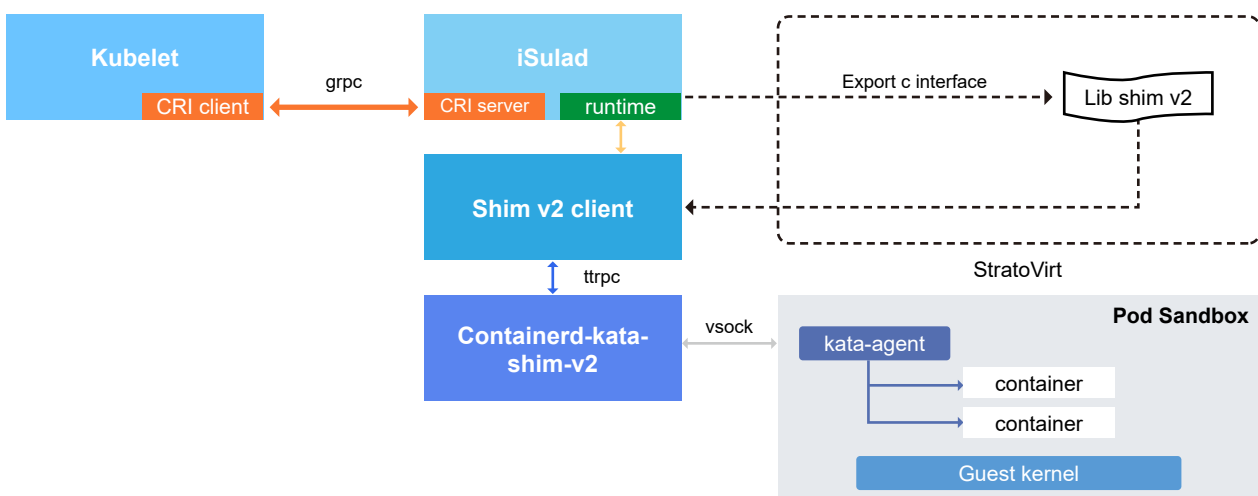 Kubelet
CRI client
grpc
iSulad
CRI server
runtime
Export c interface
Lib shim v2
Shim v2 client
ttrpc
StratoVirt
Containerd-kata-
shim-v2
vsock
Pod Sandbox
kata-agent
container
container
Guest kernel